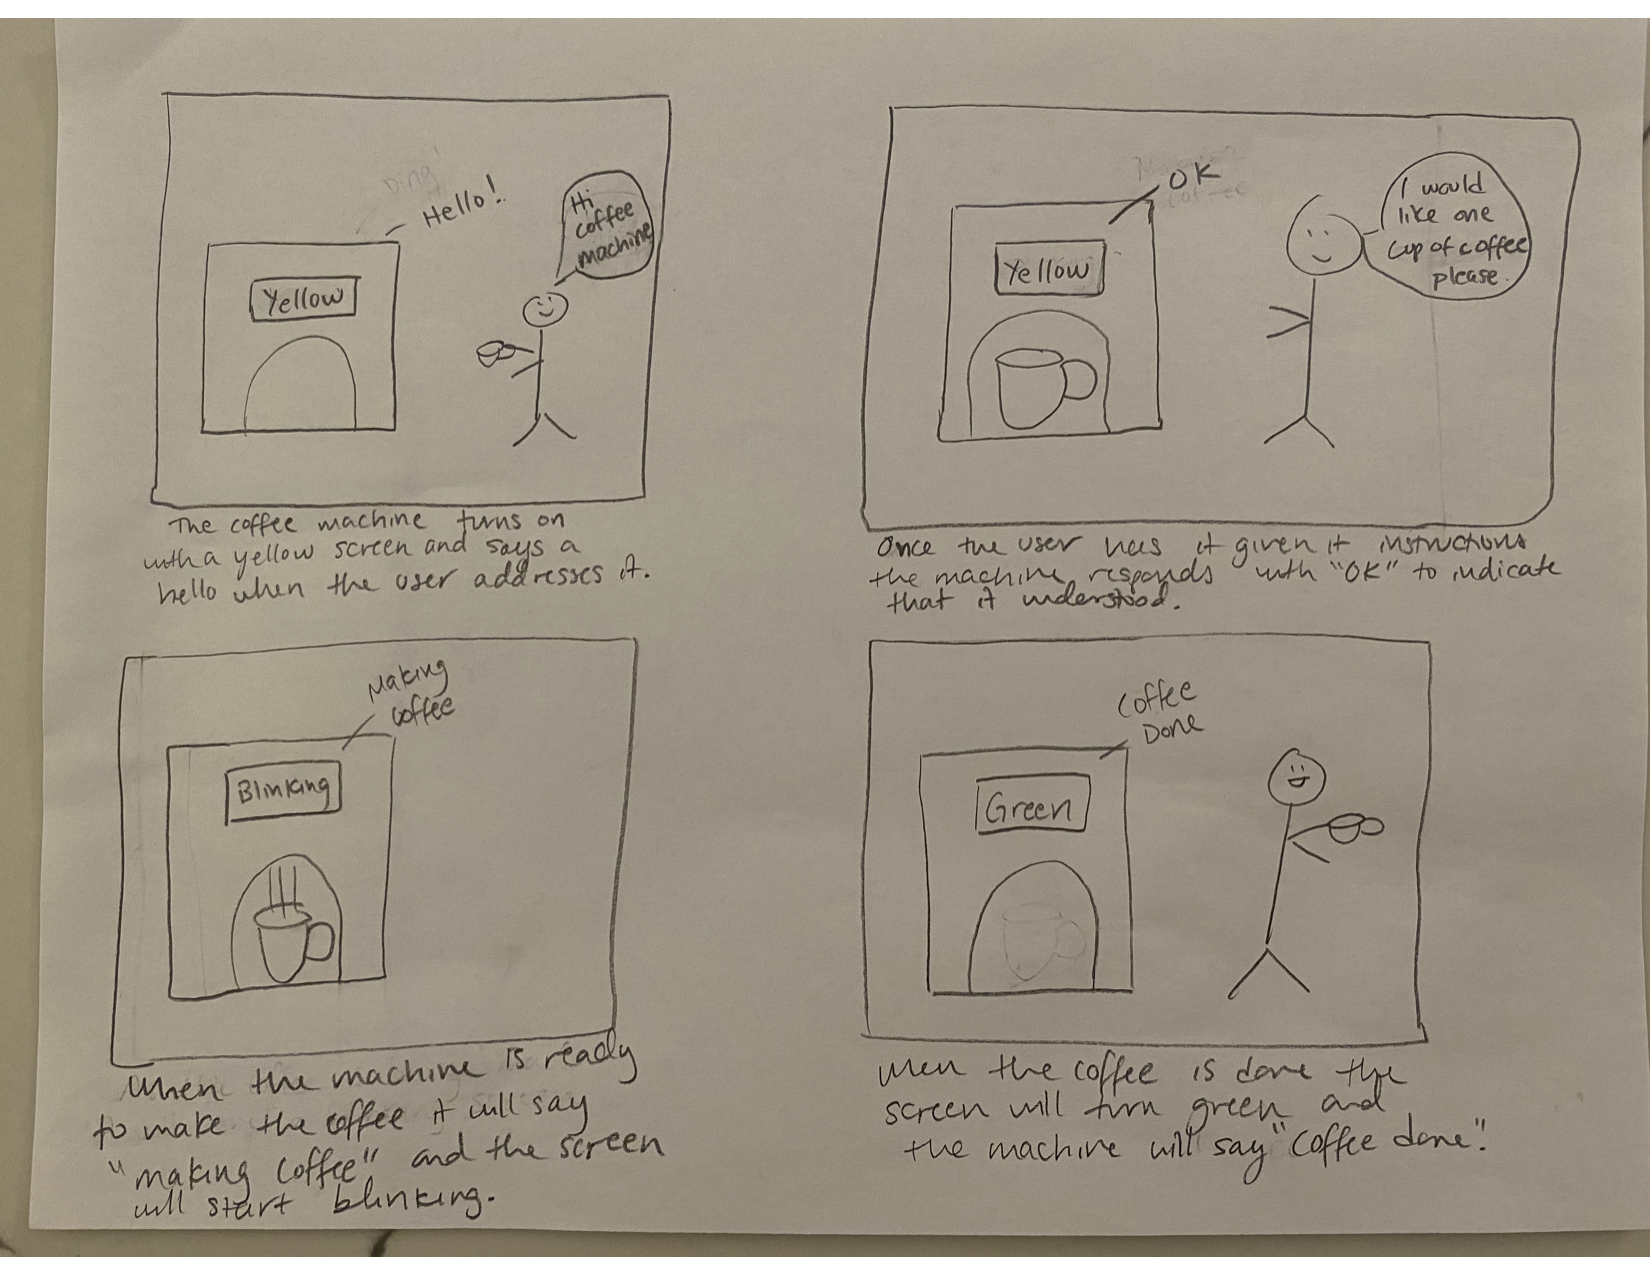 Hello!
Hi
coffee
machine
Yellow
The coffee machine turns on
with a yellow screen and says a
hello when the user addresses it.
OK
I would
like one
cup of coffee
please.
Yellow
Once the user has it given it instructions
the machine responds with "OK" to indicate
that it understood.
Making
Coffee
Blinking
When the machine is ready
to make the coffee it will say
"making coffee" and the screen
will start blinking.
Coffee
Done
Green
When the coffee is done the
screen will turn green and
the machine will say "Coffee done".